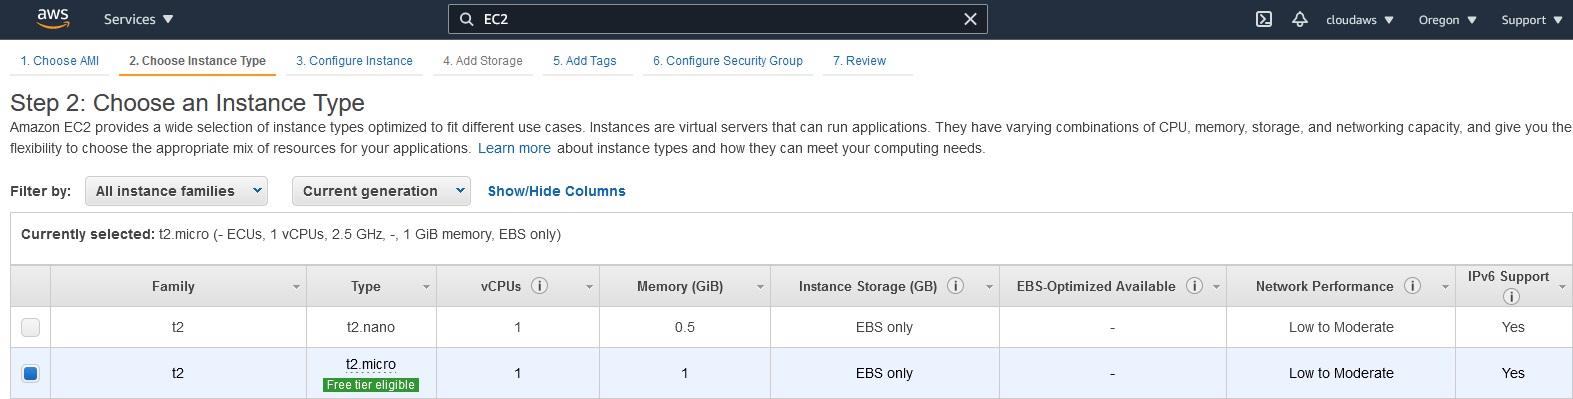 aws Services EC2 cloudaws Oregon Support
1. Choose AMI 2. Choose Instance Type 3. Configure Instance 4. Add Storage 5. Add Tags 6. Configure Security Group 7. Review
Step 2: Choose an Instance Type
Amazon EC2 provides a wide selection of instance types optimized to fit different use cases. Instances are virtual servers that can run applications. They have varying combinations of CPU, memory, storage, and networking capacity, and give you the
flexibility to choose the appropriate mix of resources for your applications. Learn more about instance types and how they can meet your computing needs.
Filter by: All instance families Current generation Show/Hide Columns
Currently selected: t2.micro (- ECUs, 1 vCPUs, 2.5 GHz, -, 1 GiB memory, EBS only)
Family Type vCPUs Memory (GiB) Instance Storage (GB) EBS-Optimized Available Network Performance IPv6 Support
t2 t2.nano 1 0.5 EBS only - Low to Moderate Yes
t2 t2.micro 1 1 EBS only - Low to Moderate Yes
Free tier eligible